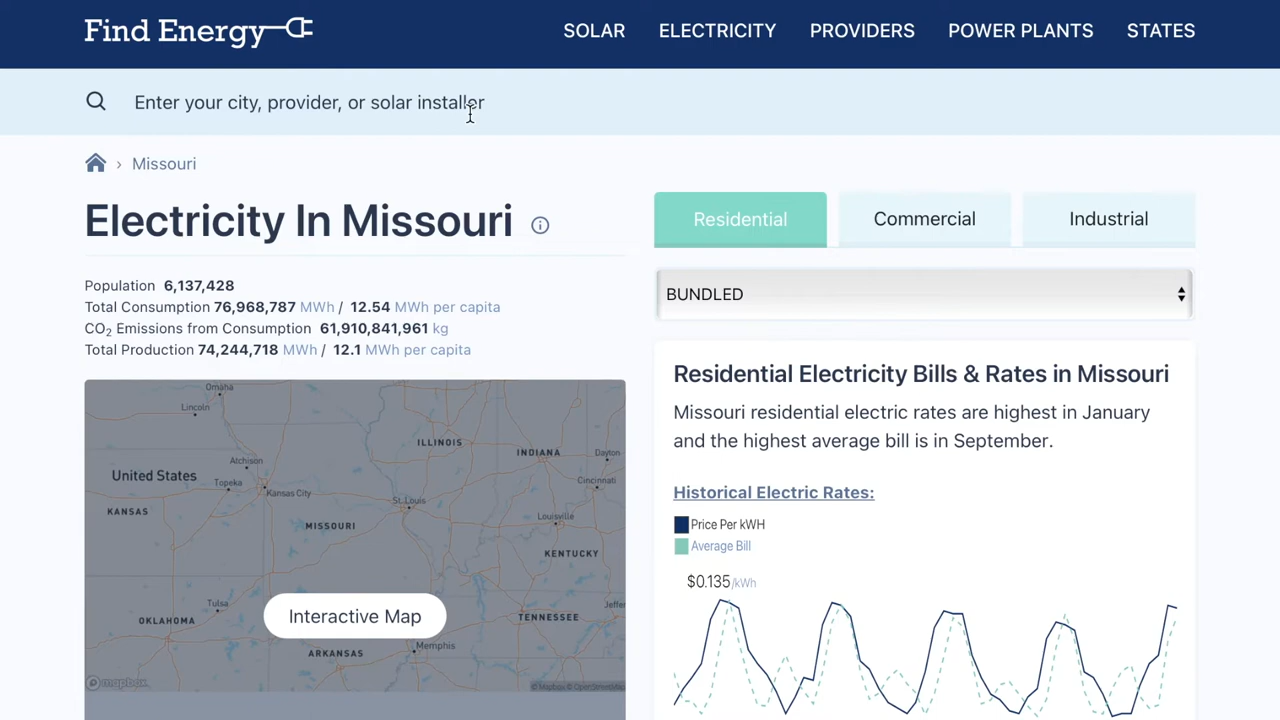 Find Energy
SOLAR
ELECTRICITY
PROVIDERS
POWER PLANTS
STATES
Enter your city, provider, or solar installer
› Missouri
Electricity In Missouri
Population 6,137,428
Total Consumption 76,968,787 MWh / 12.54 MWh per capita
CO2 Emissions from Consumption 61,910,841,961 kg
Total Production 74,244,718 MWh / 12.1 MWh per capita
Omaha
Lincoln
ILLINOIS
INDIANA
Dayton
Atchison
United States
Topeka
Kansas City
Cincinnati
St. Louis
KANSAS
MISSOURI
Louisville
KENTUCKY
Tulsa
Jeffer
OKLAHOMA
Interactive Map
TENNESSEE
ARKANSAS
Memphis
mapbox
© Mapbox © OpenStreetMap
Residential
Commercial
Industrial
BUNDLED
Residential Electricity Bills & Rates in Missouri
Missouri residential electric rates are highest in January
and the highest average bill is in September.
Historical Electric Rates:
Price Per kWH
Average Bill
$0.135/kWh